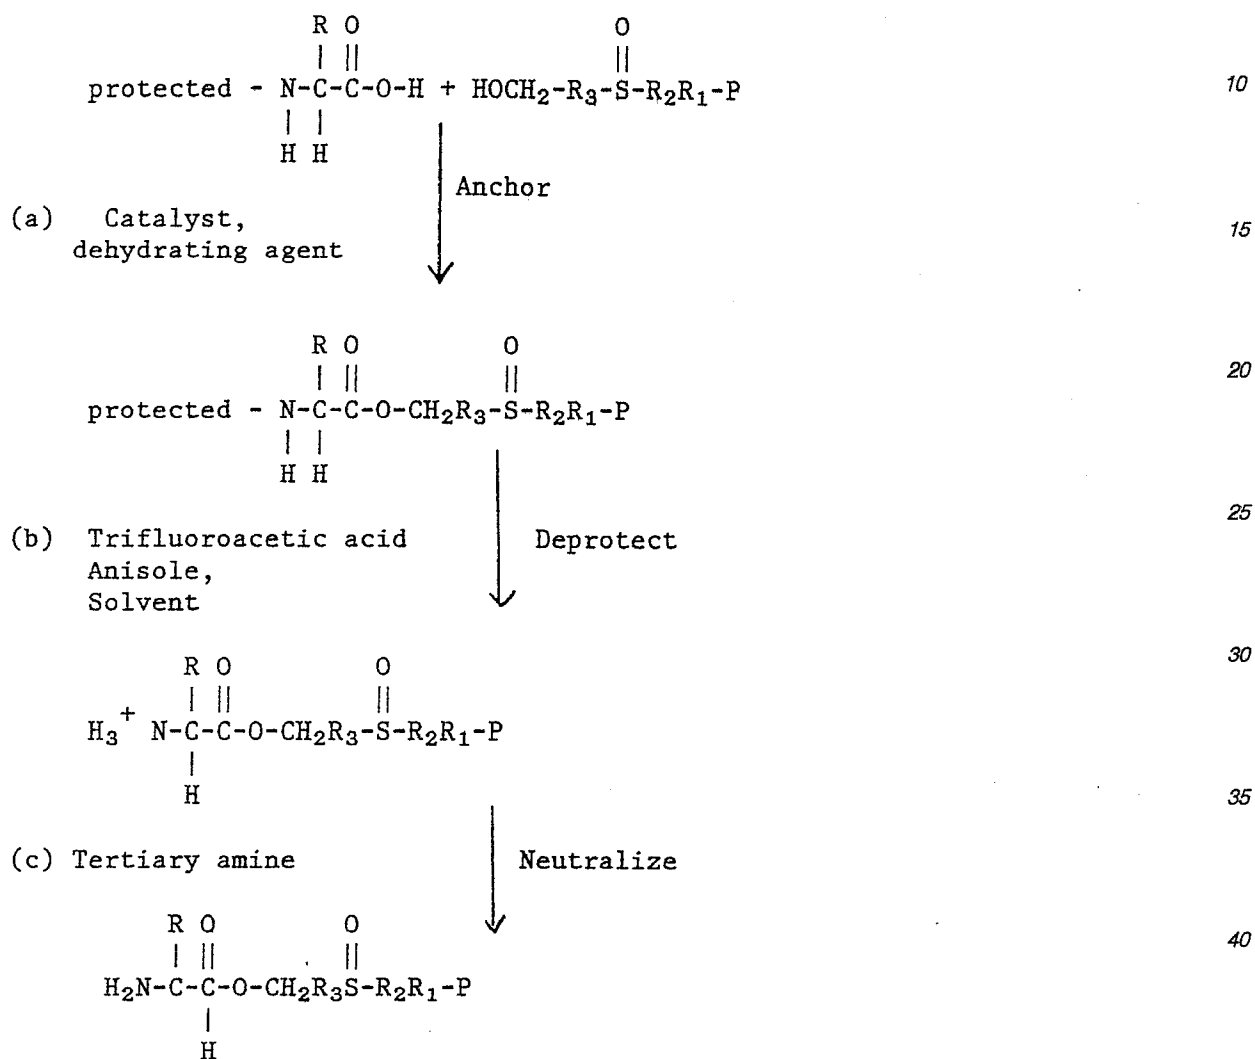 R O O
| || ||
protected - N-C-C-O-H + HOCH₂-R₃-S-R₂R₁-P 10
| |
H H
Anchor
(a) Catalyst, 15
dehydrating agent
R O O 20
| || ||
protected - N-C-C-O-CH₂R₃-S-R₂R₁-P
| |
H H
25
(b) Trifluoroacetic acid Deprotect
Anisole,
Solvent
R O O 30
| || ||
H₃⁺ N-C-C-O-CH₂R₃-S-R₂R₁-P
|
H 35
(c) Tertiary amine Neutralize
R O O 40
| || ||
H₂N-C-C-O-CH₂R₃S-R₂R₁-P
|
H